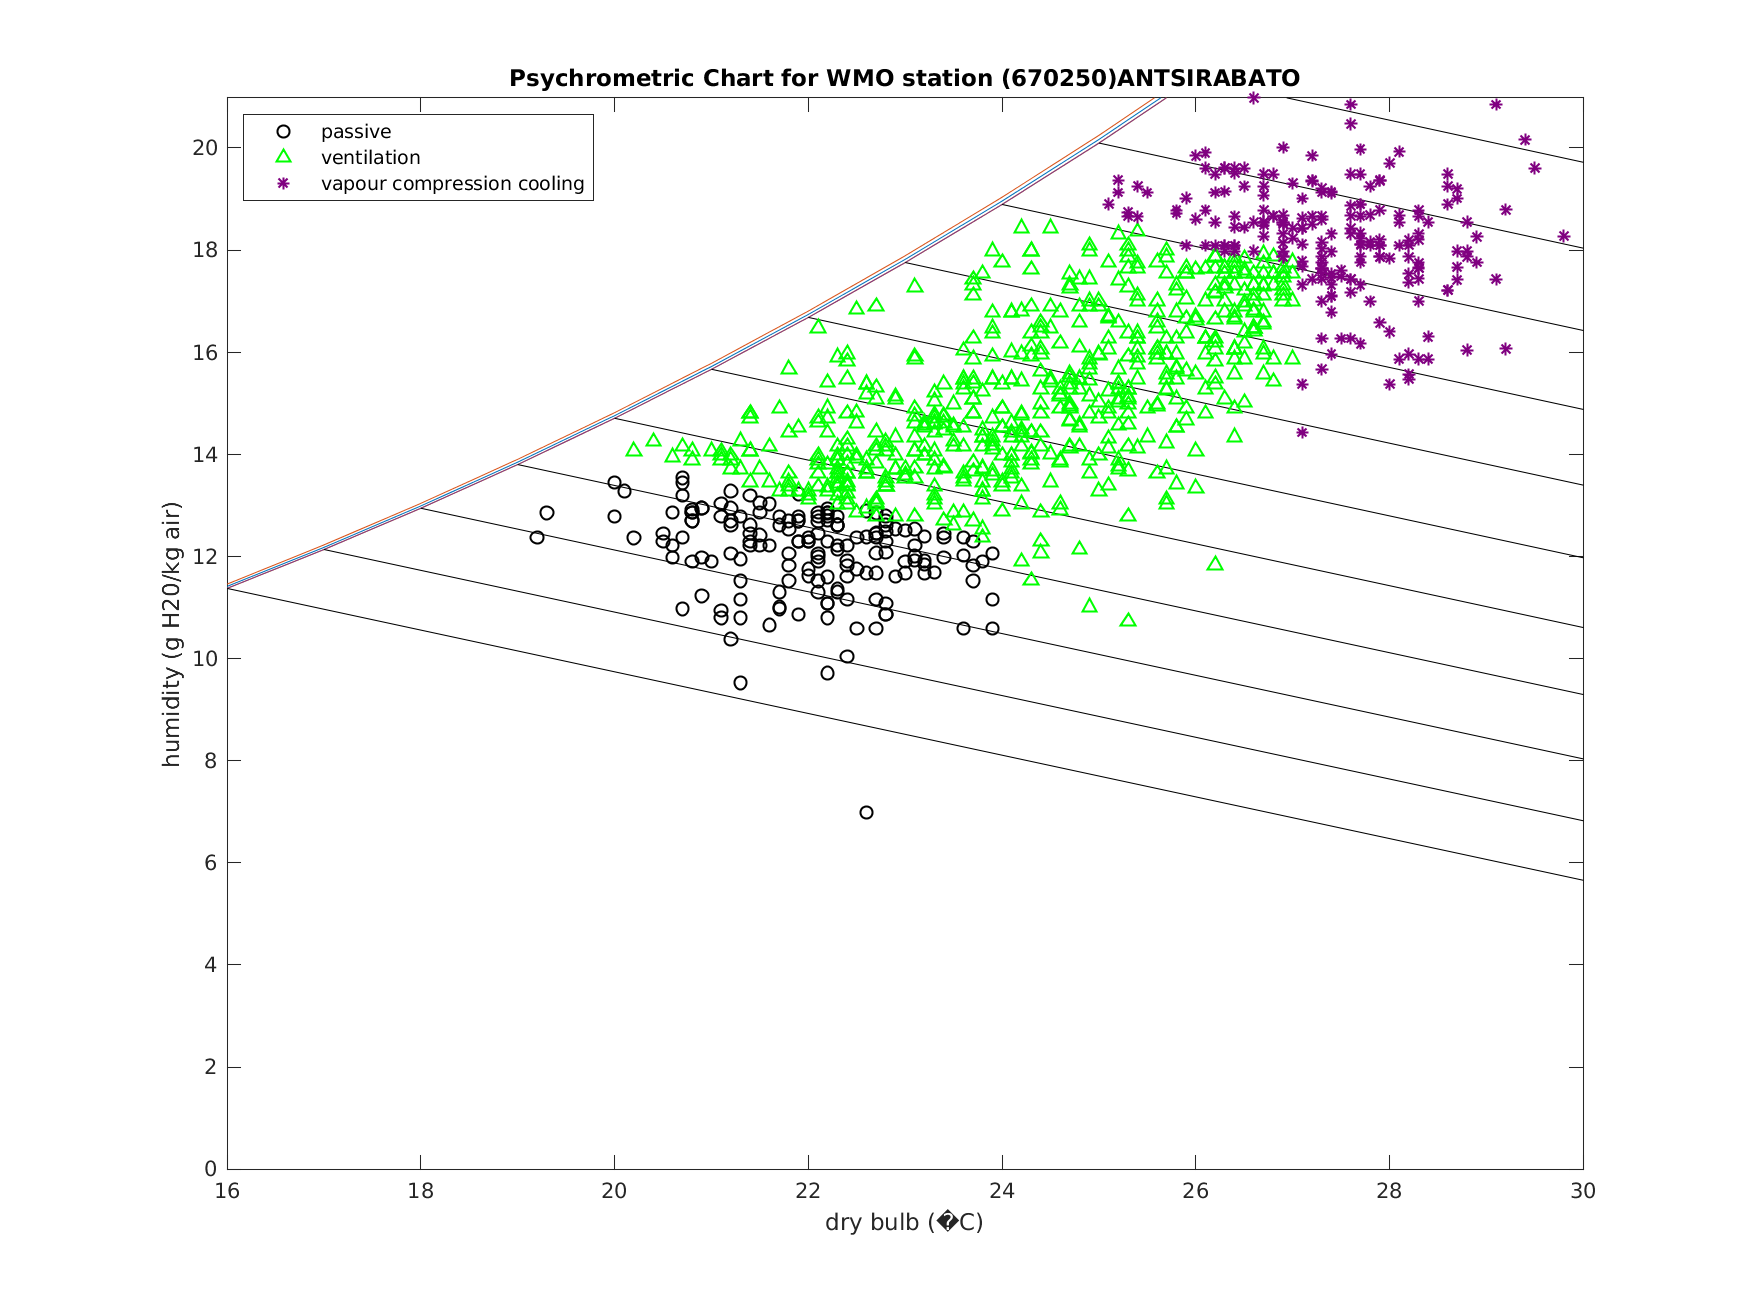 Psychrometric Chart for WMO station (670250)ANTSIRABATO
passive
ventilation
vapour compression cooling
humidity (g H20/kg air)
20
18
16
14
12
10
8
6
4
2
0
16 18 20 22 24 26 28 30
dry bulb (�C)